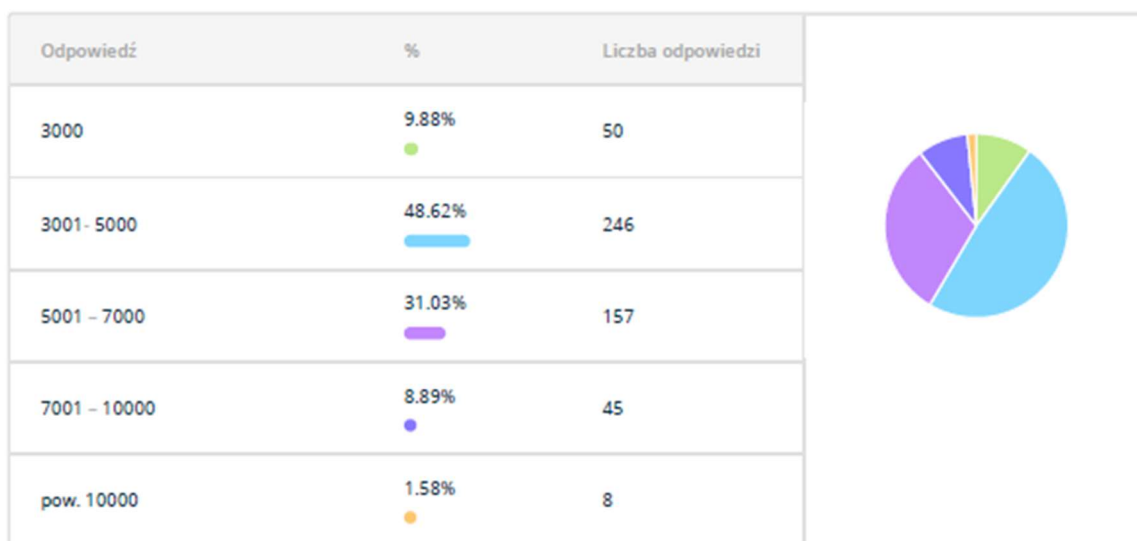 Odpowiedź % Liczba odpowiedzi
3000 9.88% 50
3001- 5000 48.62% 246
5001 – 7000 31.03% 157
7001 – 10000 8.89% 45
pow. 10000 1.58% 8